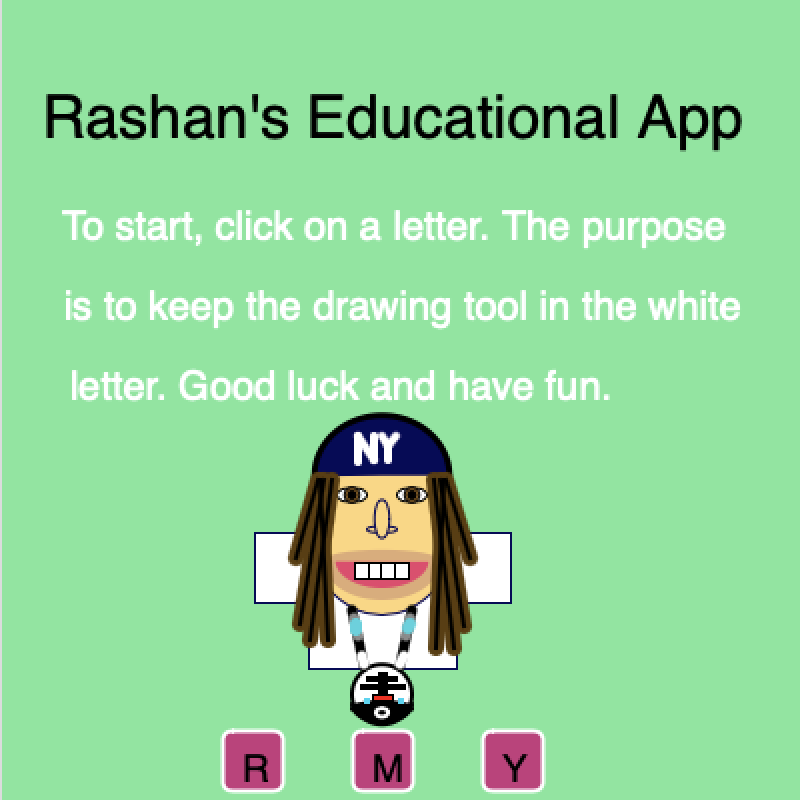 Rashan's Educational App
To start, click on a letter. The purpose
is to keep the drawing tool in the white
letter. Good luck and have fun.
NY
R M Y